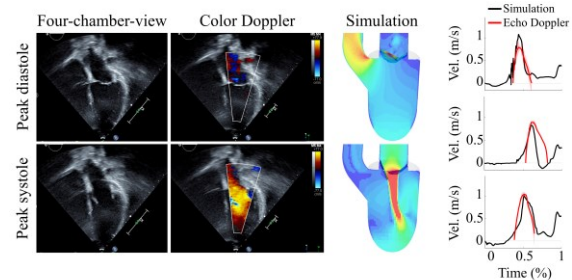 Four-chamber-view
Color Doppler
Simulation
Simulation
Echo Doppler
Peak diastole
Peak systole
Vel. (m/s)
1
0.5
0
Vel. (m/s)
1
0.5
0
Vel. (m/s)
1
0.5
0
0
0.5
1
Time (%)